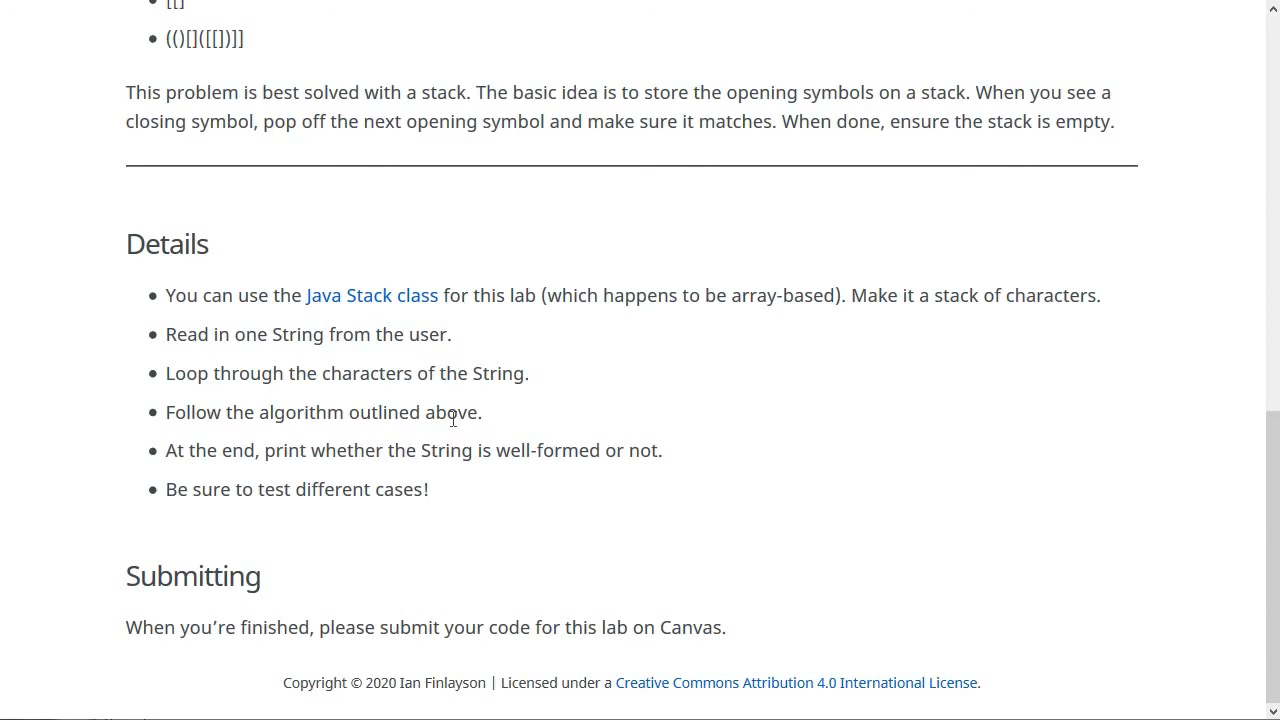 [[]
(()[]([[])]]
This problem is best solved with a stack. The basic idea is to store the opening symbols on a stack. When you see a
closing symbol, pop off the next opening symbol and make sure it matches. When done, ensure the stack is empty.
Details
You can use the Java Stack class for this lab (which happens to be array-based). Make it a stack of characters.
Read in one String from the user.
Loop through the characters of the String.
Follow the algorithm outlined above.
At the end, print whether the String is well-formed or not.
Be sure to test different cases!
Submitting
When you’re finished, please submit your code for this lab on Canvas.
Copyright © 2020 Ian Finlayson | Licensed under a Creative Commons Attribution 4.0 International License.